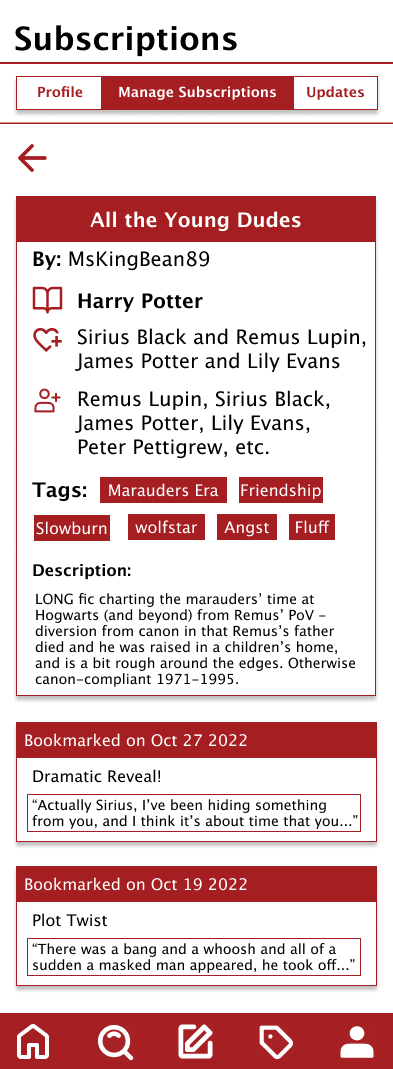 Subscriptions
Profile Manage Subscriptions Updates
All the Young Dudes
By: MsKingBean89
Harry Potter
Sirius Black and Remus Lupin,
James Potter and Lily Evans
Remus Lupin, Sirius Black,
James Potter, Lily Evans,
Peter Pettigrew, etc.
Tags: Marauders Era Friendship
Slowburn wolfstar Angst Fluff
Description:
LONG fic charting the marauders’ time at
Hogwarts (and beyond) from Remus’ PoV -
diversion from canon in that Remus’s father
died and he was raised in a children’s home,
and is a bit rough around the edges. Otherwise
canon-compliant 1971-1995.
Bookmarked on Oct 27 2022
Dramatic Reveal!
“Actually Sirius, I’ve been hiding something
from you, and I think it’s about time that you...”
Bookmarked on Oct 19 2022
Plot Twist
“There was a bang and a whoosh and all of a
sudden a masked man appeared, he took off...”